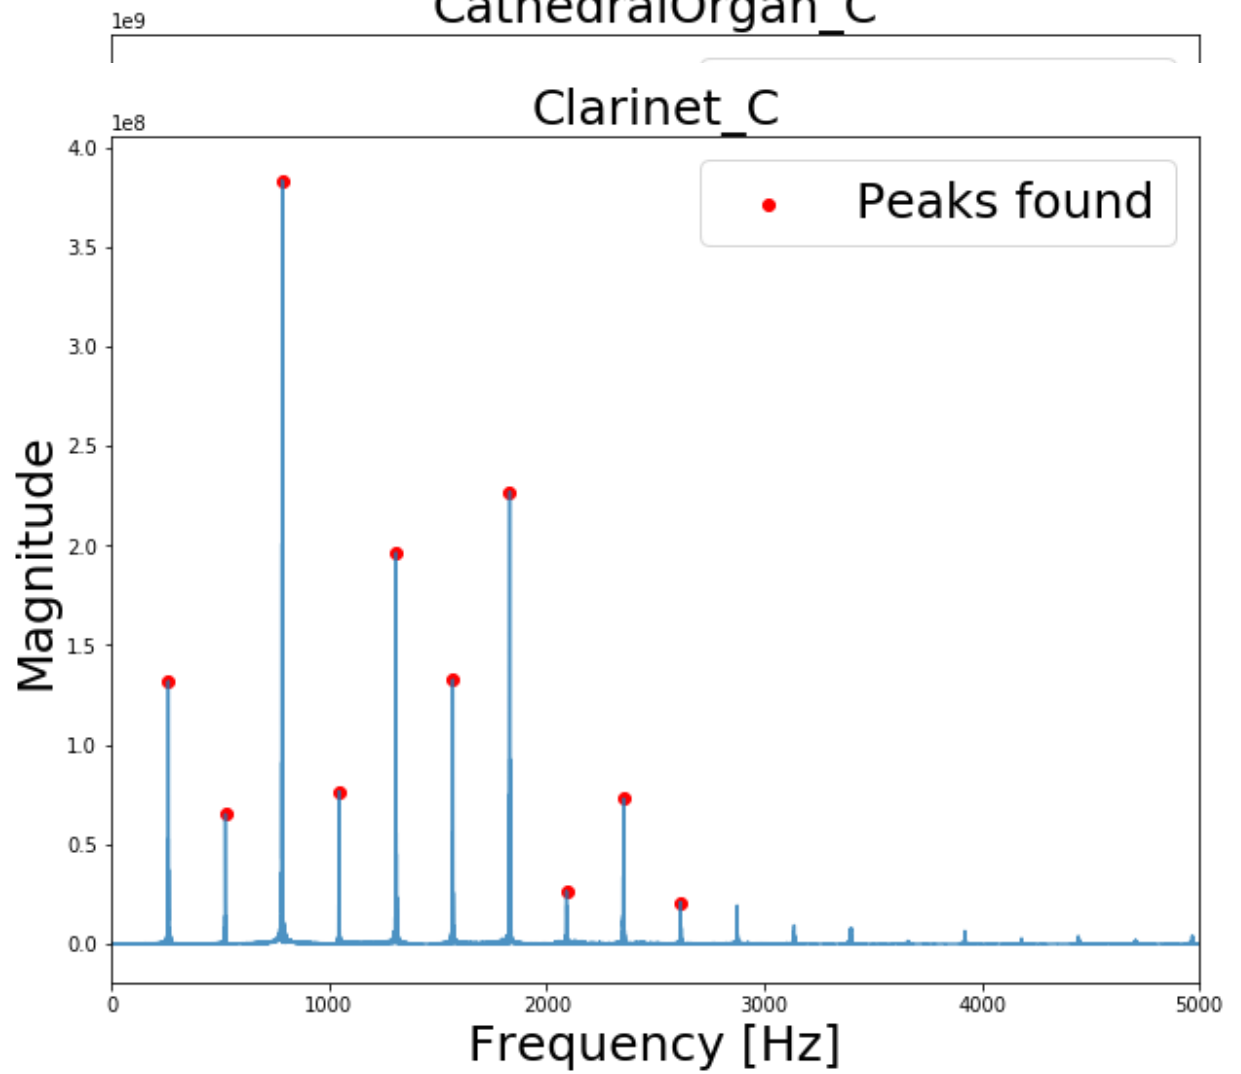 CathedralOrgan_C
1e9
Clarinet_C
1e8
Peaks found
4.0
3.5
3.0
2.5
2.0
1.5
1.0
0.5
0.0
Magnitude
0 1000 2000 3000 4000 5000
Frequency [Hz]